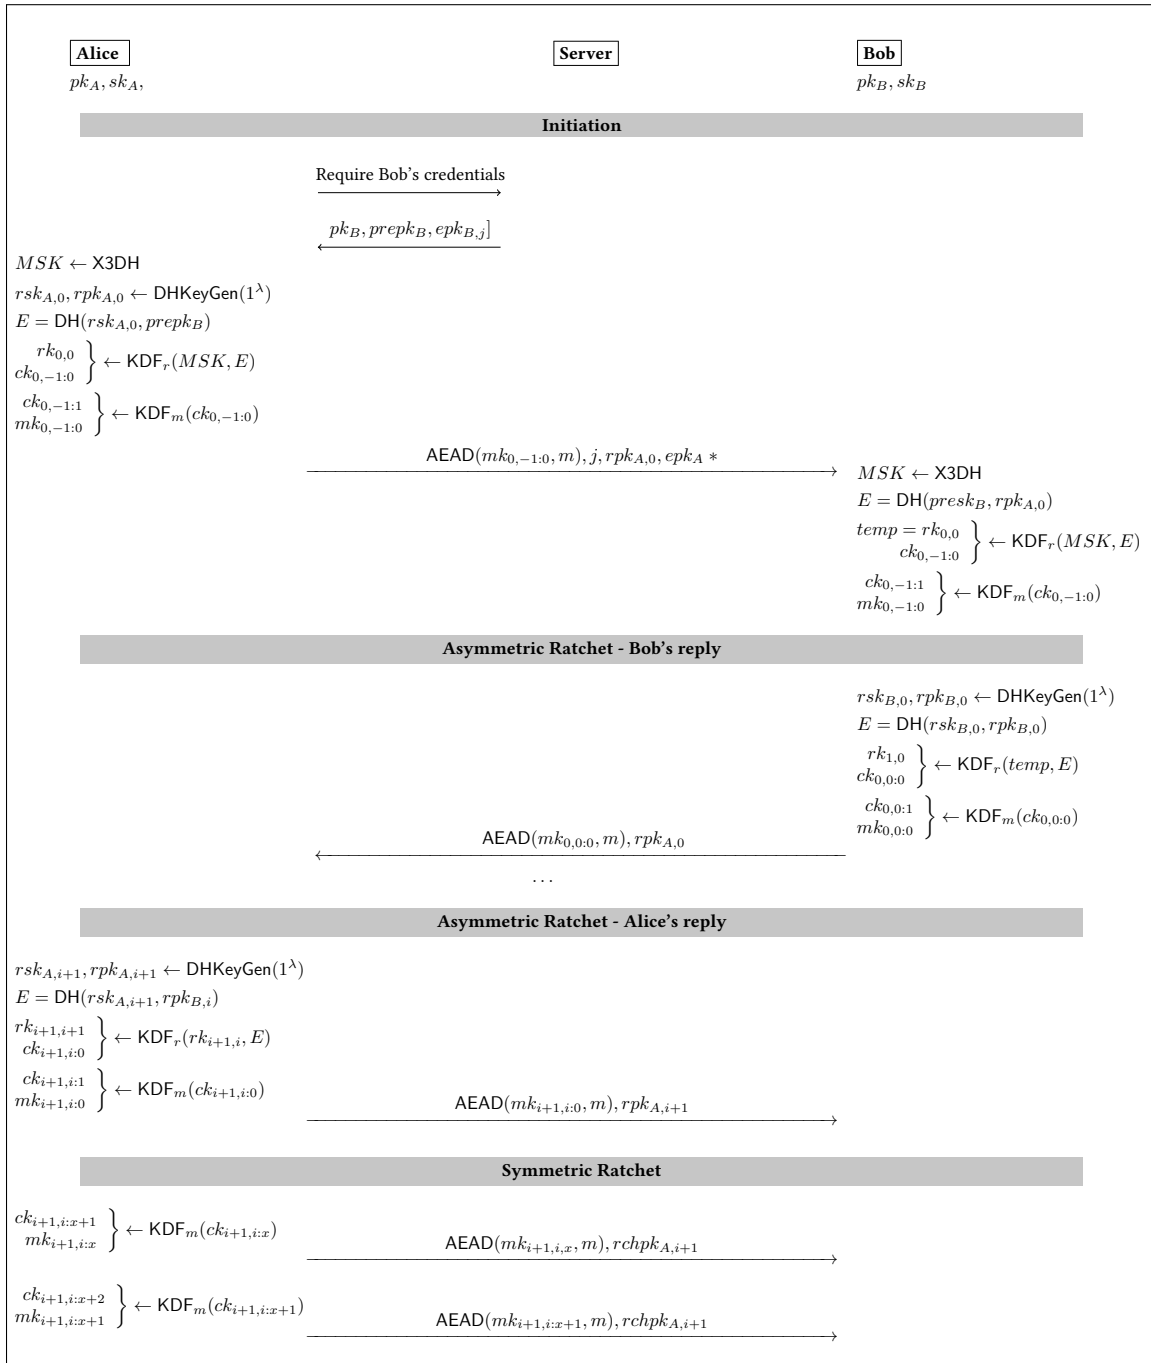 Alice Server Bob
pk_A, sk_A, pk_B, sk_B
Initiation
Require Bob's credentials
pk_B, prepk_B, epk_{B,j}]
MSK ← X3DH
rsk_{A,0}, rpk_{A,0} ← DHKeyGen(1^λ)
E = DH(rsk_{A,0}, prepk_B)
rk_{0,0}
ck_{0,−1:0} } ← KDF_r(MSK, E)
ck_{0,−1:1}
mk_{0,−1:0} } ← KDF_m(ck_{0,−1:0})
AEAD(mk_{0,−1:0}, m), j, rpk_{A,0}, epk_A *
MSK ← X3DH
E = DH(presk_B, rpk_{A,0})
temp = rk_{0,0}
ck_{0,−1:0} } ← KDF_r(MSK, E)
ck_{0,−1:1}
mk_{0,−1:0} } ← KDF_m(ck_{0,−1:0})
Asymmetric Ratchet - Bob's reply
rsk_{B,0}, rpk_{B,0} ← DHKeyGen(1^λ)
E = DH(rsk_{B,0}, rpk_{B,0})
rk_{1,0}
ck_{0,0:0} } ← KDF_r(temp, E)
ck_{0,0:1}
mk_{0,0:0} } ← KDF_m(ck_{0,0:0})
AEAD(mk_{0,0:0}, m), rpk_{A,0}
...
Asymmetric Ratchet - Alice's reply
rsk_{A,i+1}, rpk_{A,i+1} ← DHKeyGen(1^λ)
E = DH(rsk_{A,i+1}, rpk_{B,i})
rk_{i+1,i+1}
ck_{i+1,i:0} } ← KDF_r(rk_{i+1,i}, E)
ck_{i+1,i:1}
mk_{i+1,i:0} } ← KDF_m(ck_{i+1,i:0})
AEAD(mk_{i+1,i:0}, m), rpk_{A,i+1}
Symmetric Ratchet
ck_{i+1,i:x+1}
mk_{i+1,i:x} } ← KDF_m(ck_{i+1,i:x})
AEAD(mk_{i+1,i,x}, m), rchpk_{A,i+1}
ck_{i+1,i:x+2}
mk_{i+1,i:x+1} } ← KDF_m(ck_{i+1,i:x+1})
AEAD(mk_{i+1,i:x+1}, m), rchpk_{A,i+1}